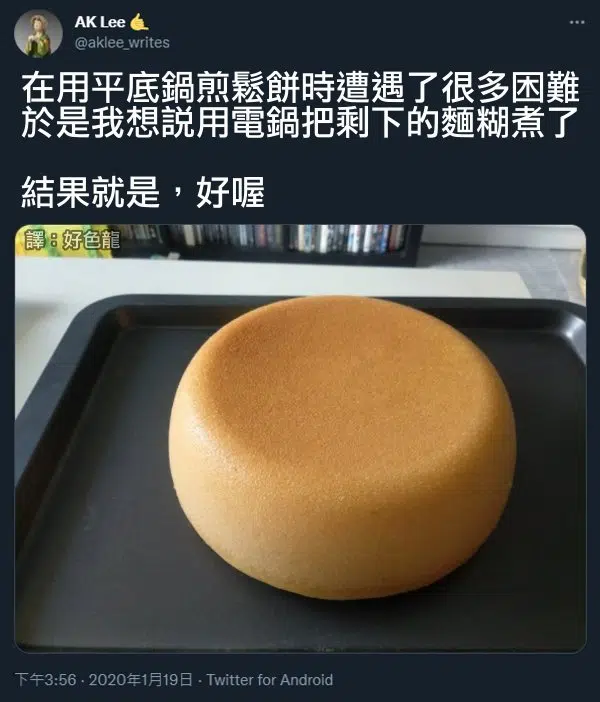 AK Lee 🤙
@aklee_writes
在用平底鍋煎鬆餅時遭遇了很多困難
於是我想説用電鍋把剩下的麵糊煮了
結果就是，好喔
譯：好色龍
下午3:56 · 2020年1月19日 · Twitter for Android